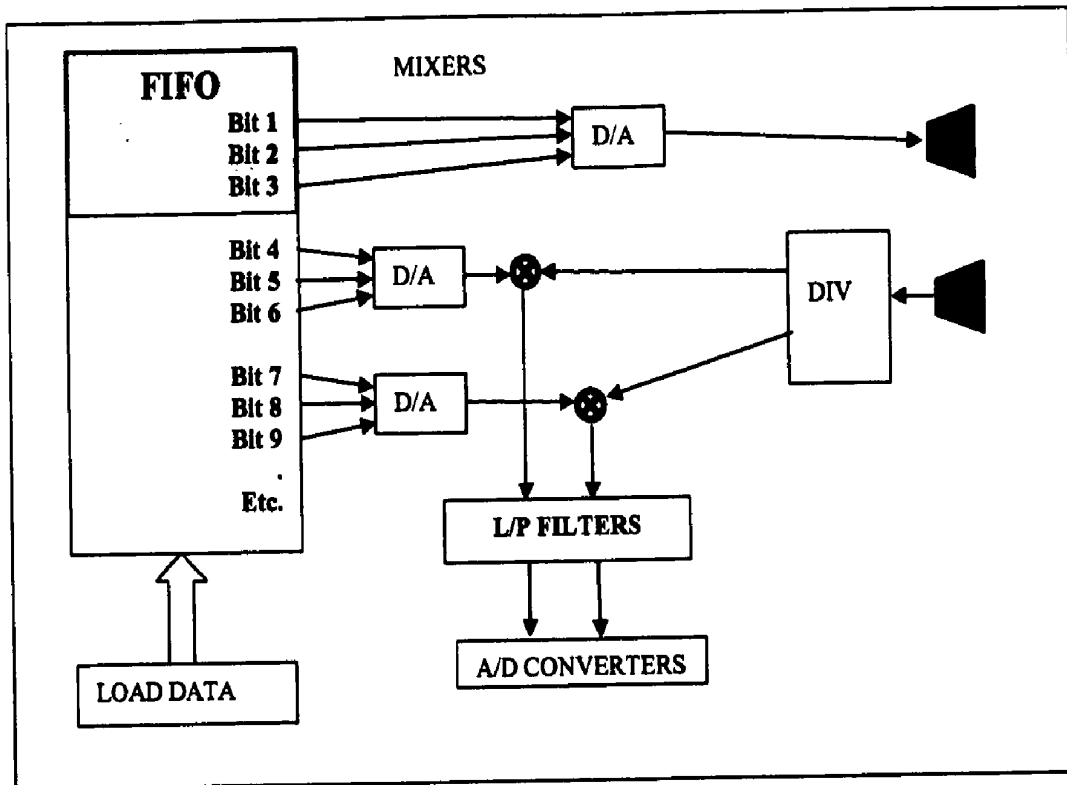 MIXERS
FIFO
Bit 1
Bit 2
Bit 3
D/A
Bit 4
Bit 5
Bit 6
D/A
DIV
Bit 7
Bit 8
Bit 9
D/A
Etc.
L/P FILTERS
A/D CONVERTERS
LOAD DATA